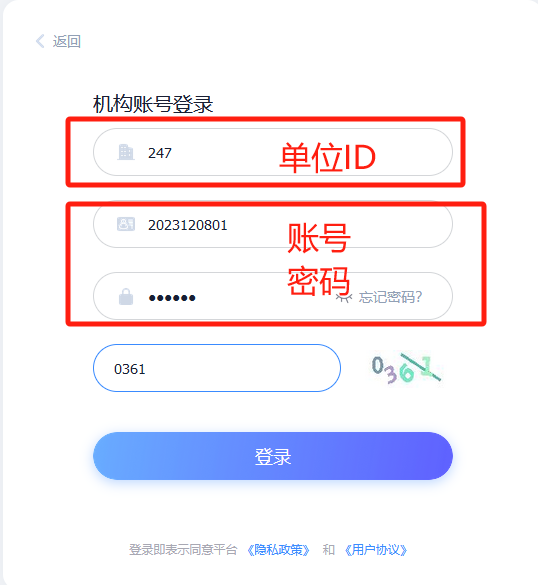 返回
机构账号登录
247
单位ID
2023120801
账号
密码
••••••
忘记密码?
0361
0361
登录
登录即表示同意平台 《隐私政策》 和 《用户协议》